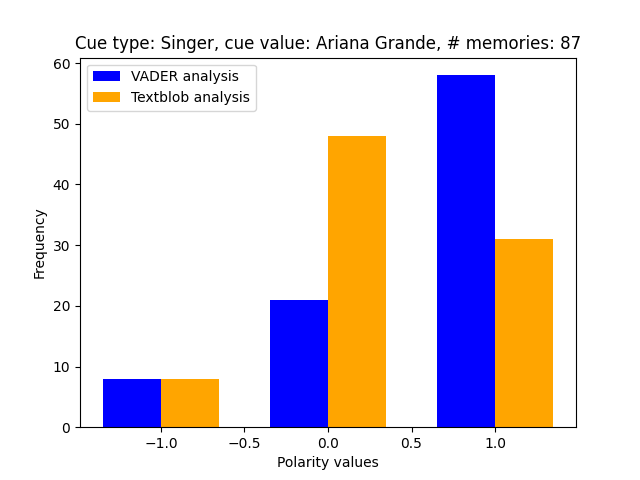 Cue type: Singer, cue value: Ariana Grande, # memories: 87
VADER analysis
Textblob analysis
60
50
40
30
20
10
0
Frequency
−1.0
−0.5
0.0
0.5
1.0
Polarity values